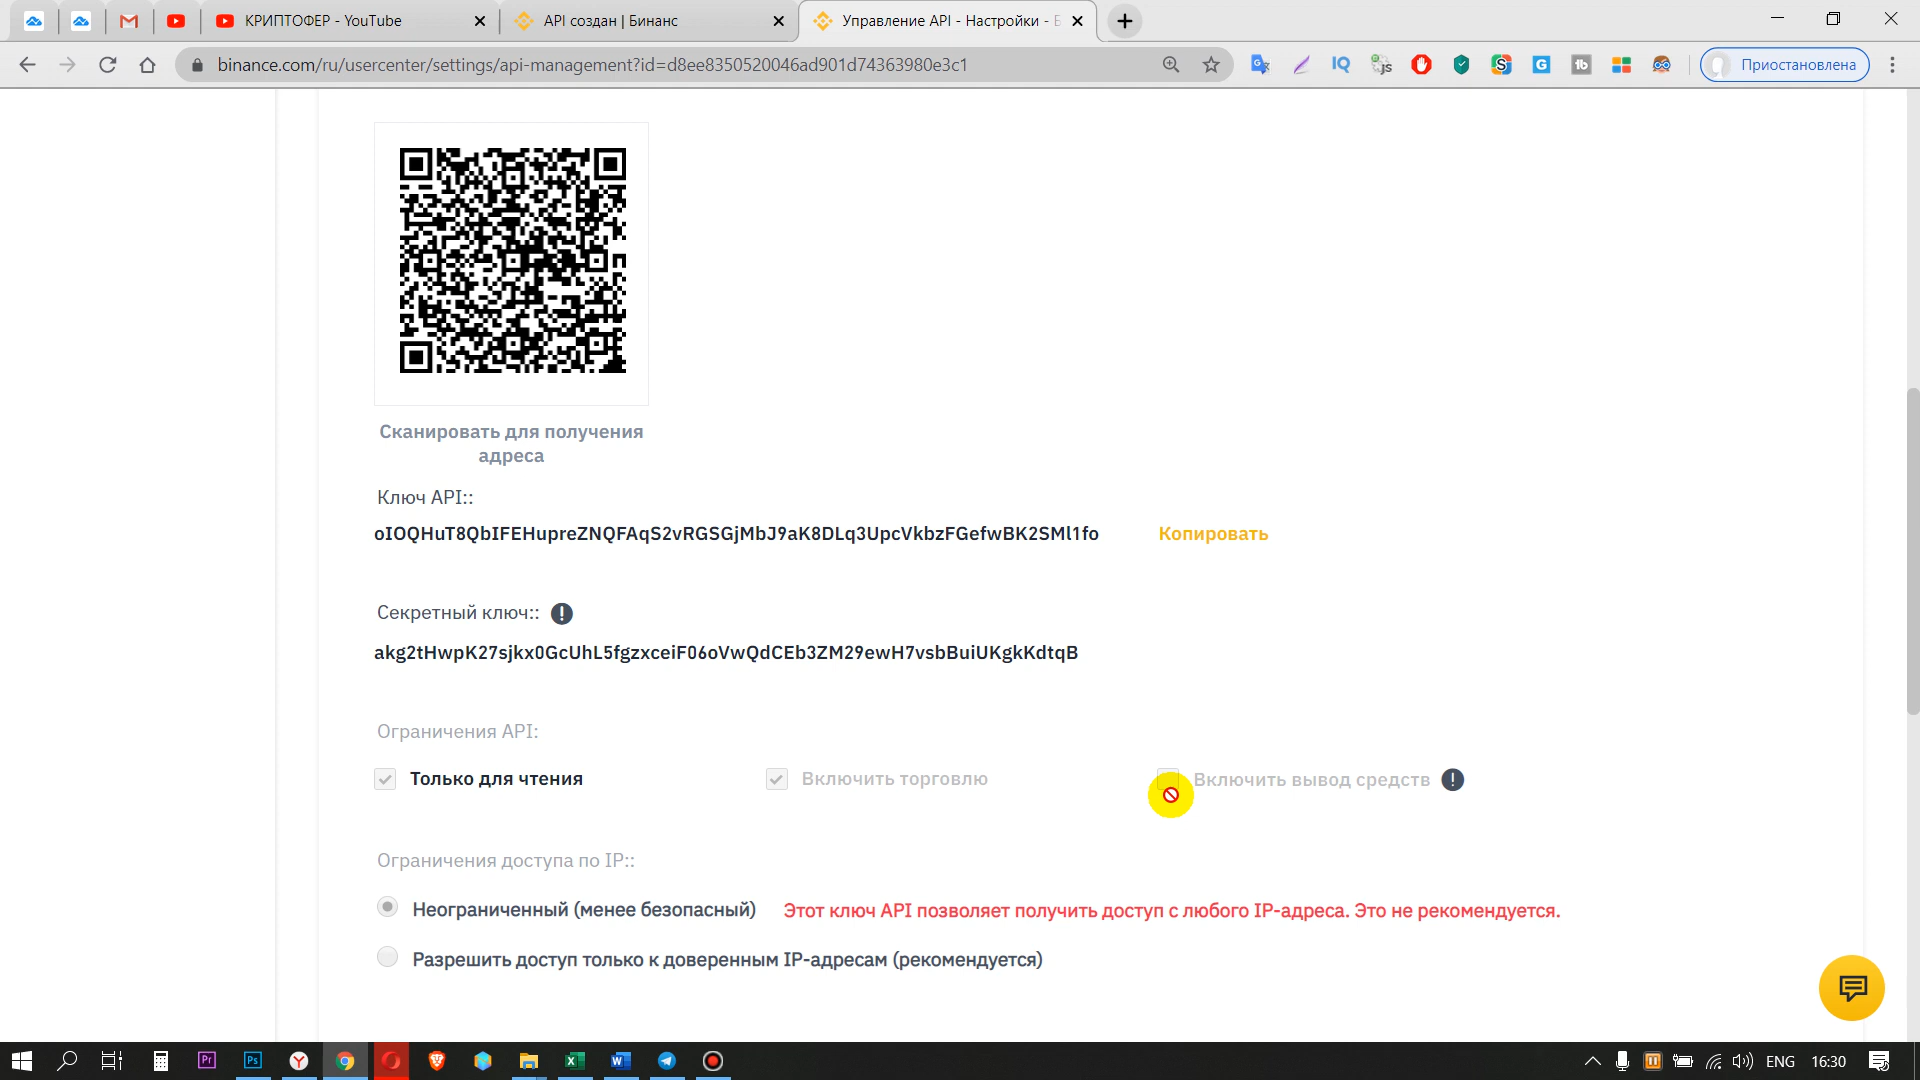 КРИПТОФЕР - YouTube
API создан | Бинанс
Управление API - Настройки - Б
binance.com/ru/usercenter/settings/api-management?id=d8ee8350520046ad901d74363980e3c1
Приостановлена
Сканировать для получения
адреса
Ключ API::
oIOQHuT8QbIFEHupreZNQFAqS2vRGSGjMbJ9aK8DLq3UpcVkbzFGefwBK2SMl1fo
Копировать
Секретный ключ::
akg2tHwpK27sjkx0GcUhL5fgzxceiF06oVwQdCEb3ZM29ewH7vsbBuiUKgkKdtqB
Ограничения API:
Только для чтения
Включить торговлю
Включить вывод средств
Ограничения доступа по IP::
Неограниченный (менее безопасный)
Этот ключ API позволяет получить доступ с любого IP-адреса. Это не рекомендуется.
Разрешить доступ только к доверенным IP-адресам (рекомендуется)
ENG
16:30